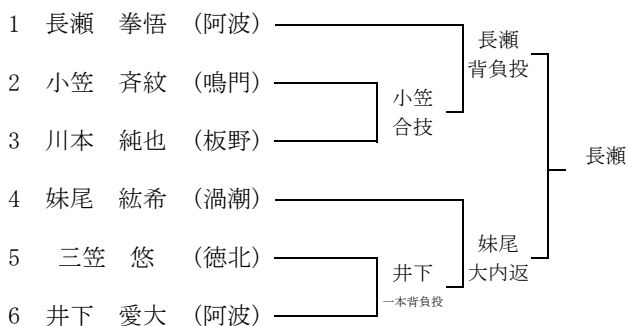 1 長瀬 拳悟 (阿波)
2 小笠 斉紋 (鳴門)
3 川本 純也 (板野)
4 妹尾 紘希 (渦潮)
5 三笠 悠 (徳北)
6 井下 愛大 (阿波)
小笠
合技
井下
一本背負投
長瀬
背負投
妹尾
大内返
長瀬